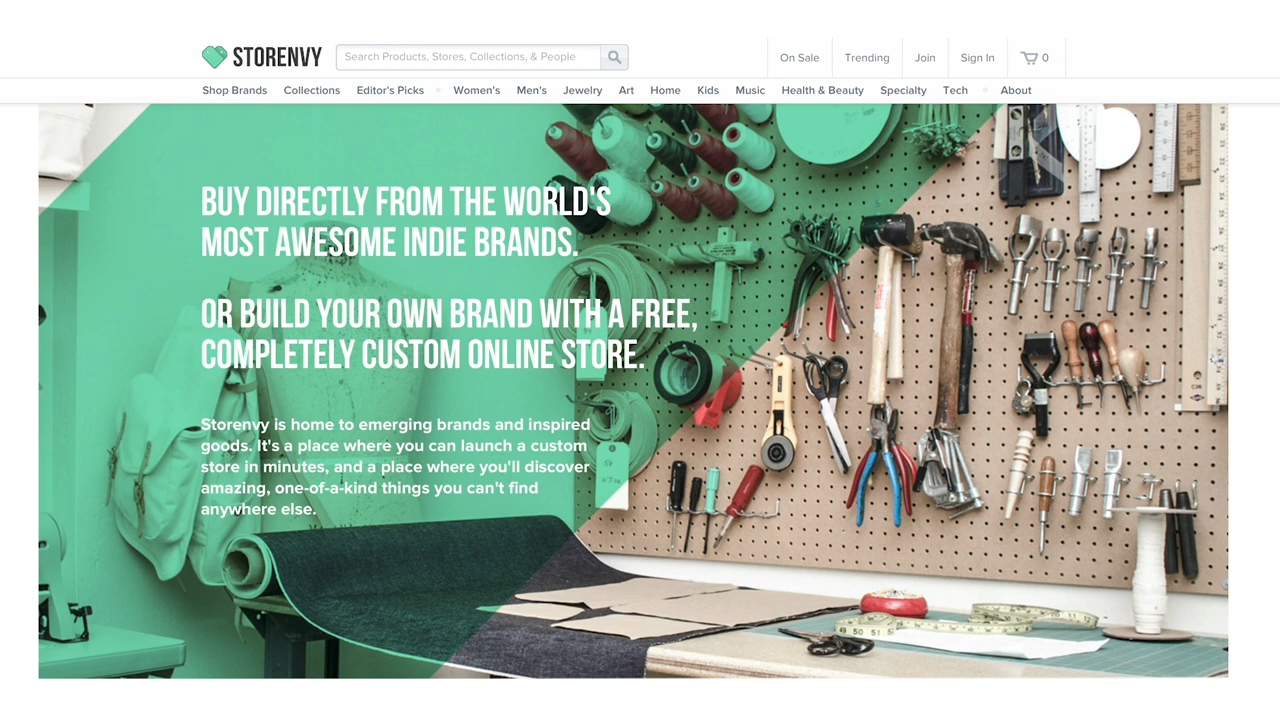 STORENVY
Search Products, Stores, Collections, & People
On Sale
Trending
Join
Sign In
0
Shop Brands
Collections
Editor's Picks
Women's
Men's
Jewelry
Art
Home
Kids
Music
Health & Beauty
Specialty
Tech
About
BUY DIRECTLY FROM THE WORLD'S
MOST AWESOME INDIE BRANDS.
OR BUILD YOUR OWN BRAND WITH A FREE,
COMPLETELY CUSTOM ONLINE STORE.
Storenvy is home to emerging brands and inspired
goods. It's a place where you can launch a custom
store in minutes, and a place where you'll discover
amazing, one-of-a-kind things you can't find
anywhere else.
49 50 51